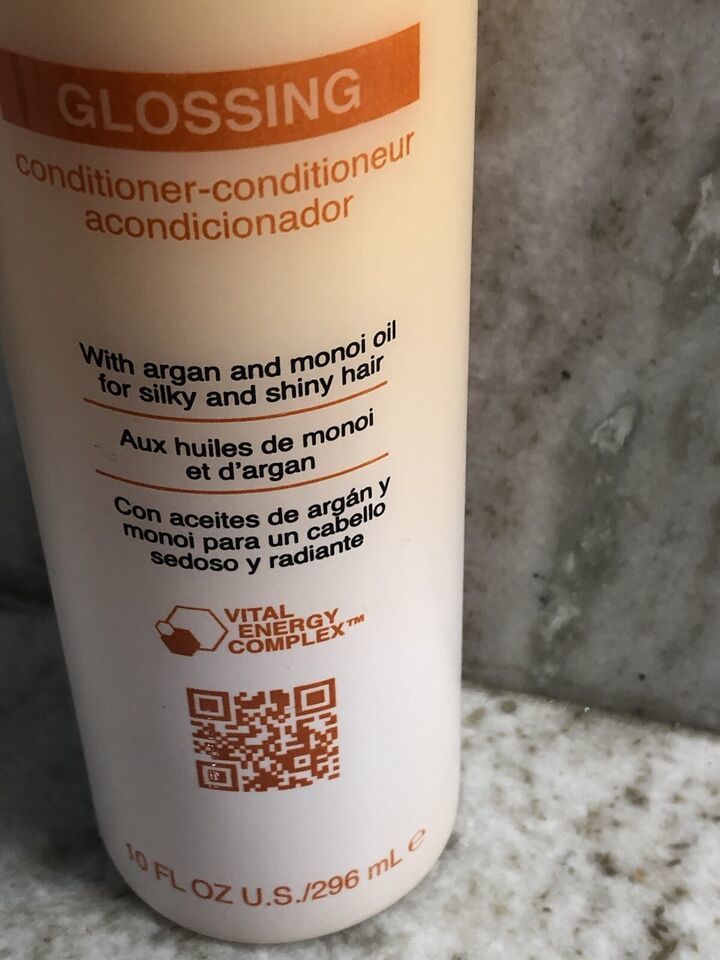 GLOSSING
conditioner-conditioneur
acondicionador
With argan and monoi oil
for silky and shiny hair
Aux huiles de monoi
et d'argan
Con aceites de argán y
monoi para un cabello
sedoso y radiante
VITAL
ENERGY
COMPLEX™
10 FL OZ U.S./296 mL ℮